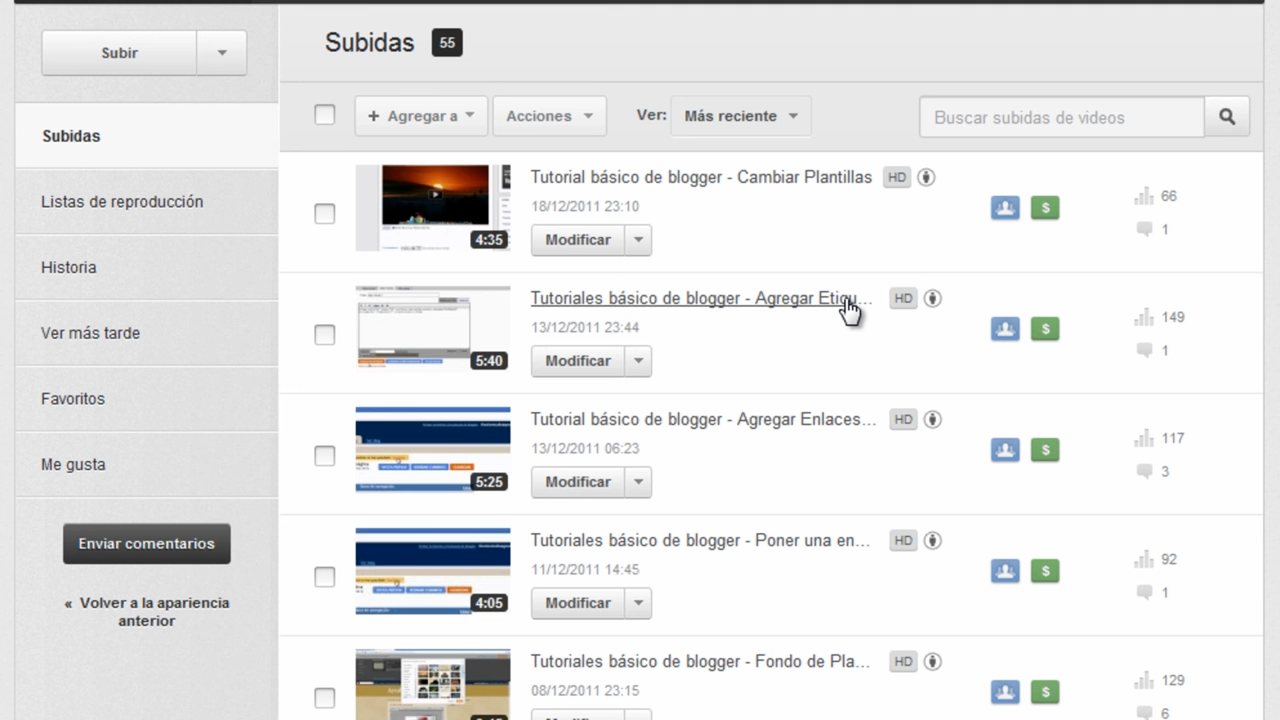 Subir
Subidas 55
+ Agregar a
Acciones
Ver: Más reciente
Buscar subidas de videos
Subidas
Listas de reproducción
Historia
Ver más tarde
Favoritos
Me gusta
Enviar comentarios
« Volver a la apariencia
anterior
Tutorial básico de blogger - Cambiar Plantillas HD
18/12/2011 23:10
Modificar
4:35
66
1
Tutoriales básico de blogger - Agregar Etiqu... HD
13/12/2011 23:44
Modificar
5:40
149
1
Tutorial básico de blogger - Agregar Enlaces... HD
13/12/2011 06:23
Modificar
5:25
117
3
Tutoriales básico de blogger - Poner una en... HD
11/12/2011 14:45
Modificar
4:05
92
1
Tutoriales básico de blogger - Fondo de Pla... HD
08/12/2011 23:15
129
6